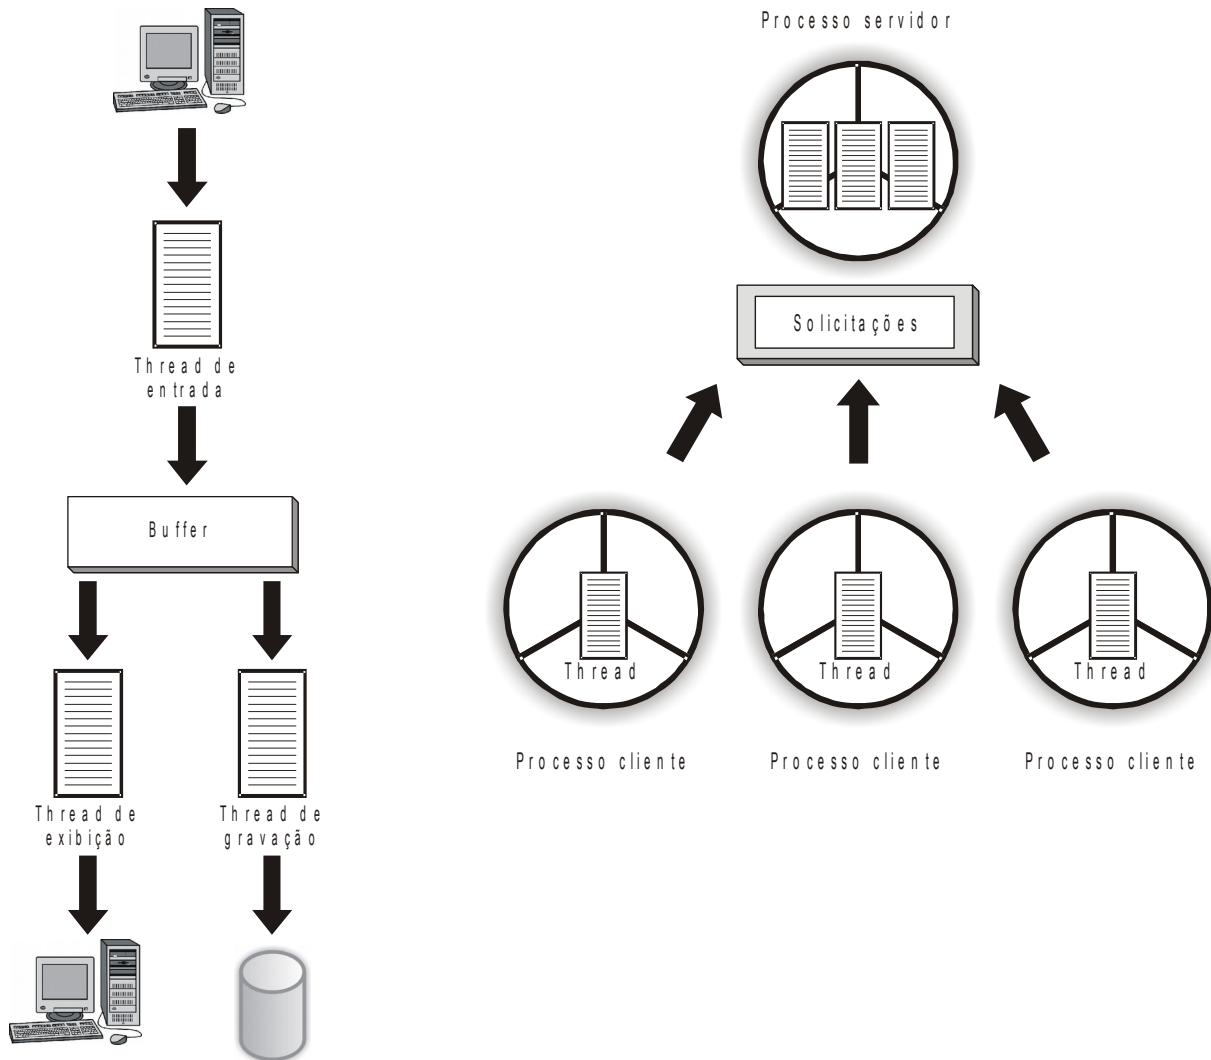 Processo servidor
Solicitações
Thread de
entrada
Buffer
Thread
Thread
Thread
Processo cliente
Processo cliente
Processo cliente
Thread de
exibição
Thread de
gravação